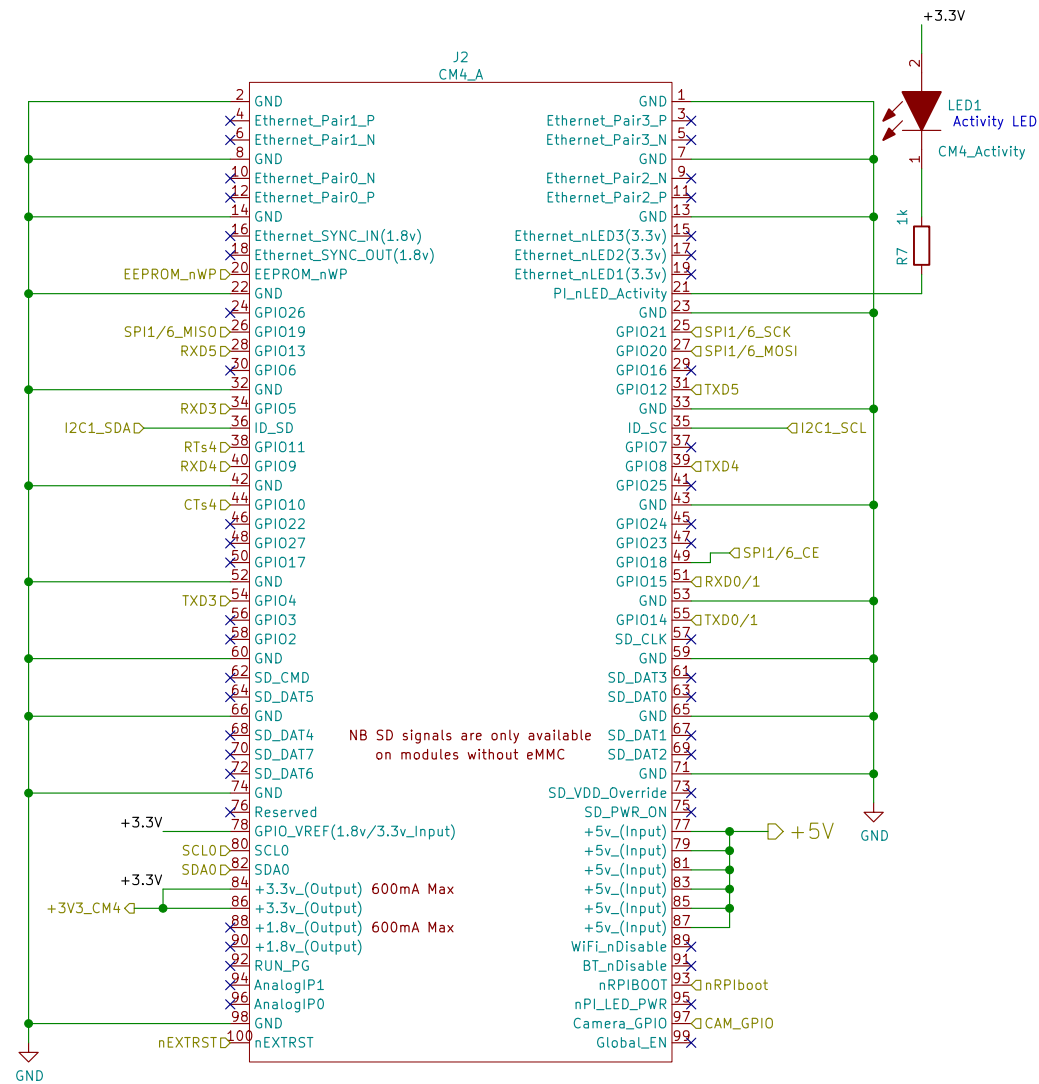 +3.3V
J2
CM4_A
2
LED1
Activity LED
CM4_Activity
1
1k
R7
2 GND GND 1
4 Ethernet_Pair1_P Ethernet_Pair3_P 3
6 Ethernet_Pair1_N Ethernet_Pair3_N 5
8 GND GND 7
10 Ethernet_Pair0_N Ethernet_Pair2_N 9
12 Ethernet_Pair0_P Ethernet_Pair2_P 11
14 GND GND 13
16 Ethernet_SYNC_IN(1.8v) Ethernet_nLED3(3.3v) 15
18 Ethernet_SYNC_OUT(1.8v) Ethernet_nLED2(3.3v) 17
EEPROM_nWP 20 EEPROM_nWP Ethernet_nLED1(3.3v) 19
22 GND PI_nLED_Activity 21
24 GPIO26 GND 23
SPI1/6_MISO 26 GPIO19 GPIO21 25 SPI1/6_SCK
RXD5 28 GPIO13 GPIO20 27 SPI1/6_MOSI
30 GPIO6 GPIO16 29
32 GND GPIO12 31 TXD5
RXD3 34 GPIO5 GND 33
I2C1_SDA 36 ID_SD ID_SC 35 I2C1_SCL
RTs4 38 GPIO11 GPIO7 37
RXD4 40 GPIO9 GPIO8 39 TXD4
42 GND GPIO25 41
CTs4 44 GPIO10 GND 43
46 GPIO22 GPIO24 45
48 GPIO27 GPIO23 47
50 GPIO17 GPIO18 49 SPI1/6_CE
52 GND GPIO15 51 RXD0/1
TXD3 54 GPIO4 GND 53
56 GPIO3 GPIO14 55 TXD0/1
58 GPIO2 SD_CLK 57
60 GND GND 59
62 SD_CMD SD_DAT3 61
64 SD_DAT5 SD_DAT0 63
66 GND GND 65
68 SD_DAT4 NB SD signals are only available SD_DAT1 67
70 SD_DAT7 on modules without eMMC SD_DAT2 69
72 SD_DAT6 GND 71
74 GND SD_VDD_Override 73
76 Reserved SD_PWR_ON 75
+3.3V 78 GPIO_VREF(1.8v/3.3v_Input) +5v_(Input) 77 +5V
GND
SCL0 80 SCL0 +5v_(Input) 79
SDA0 82 SDA0 +5v_(Input) 81
+3.3V 84 +3.3v_(Output) 600mA Max +5v_(Input) 83
+3V3_CM4 86 +3.3v_(Output) +5v_(Input) 85
88 +1.8v_(Output) 600mA Max +5v_(Input) 87
90 +1.8v_(Output) WiFi_nDisable 89
92 RUN_PG BT_nDisable 91
94 AnalogIP1 nRPIBOOT 93 nRPIboot
96 AnalogIP0 nPI_LED_PWR 95
98 GND Camera_GPIO 97 CAM_GPIO
nEXTRST 100 nEXTRST Global_EN 99
GND